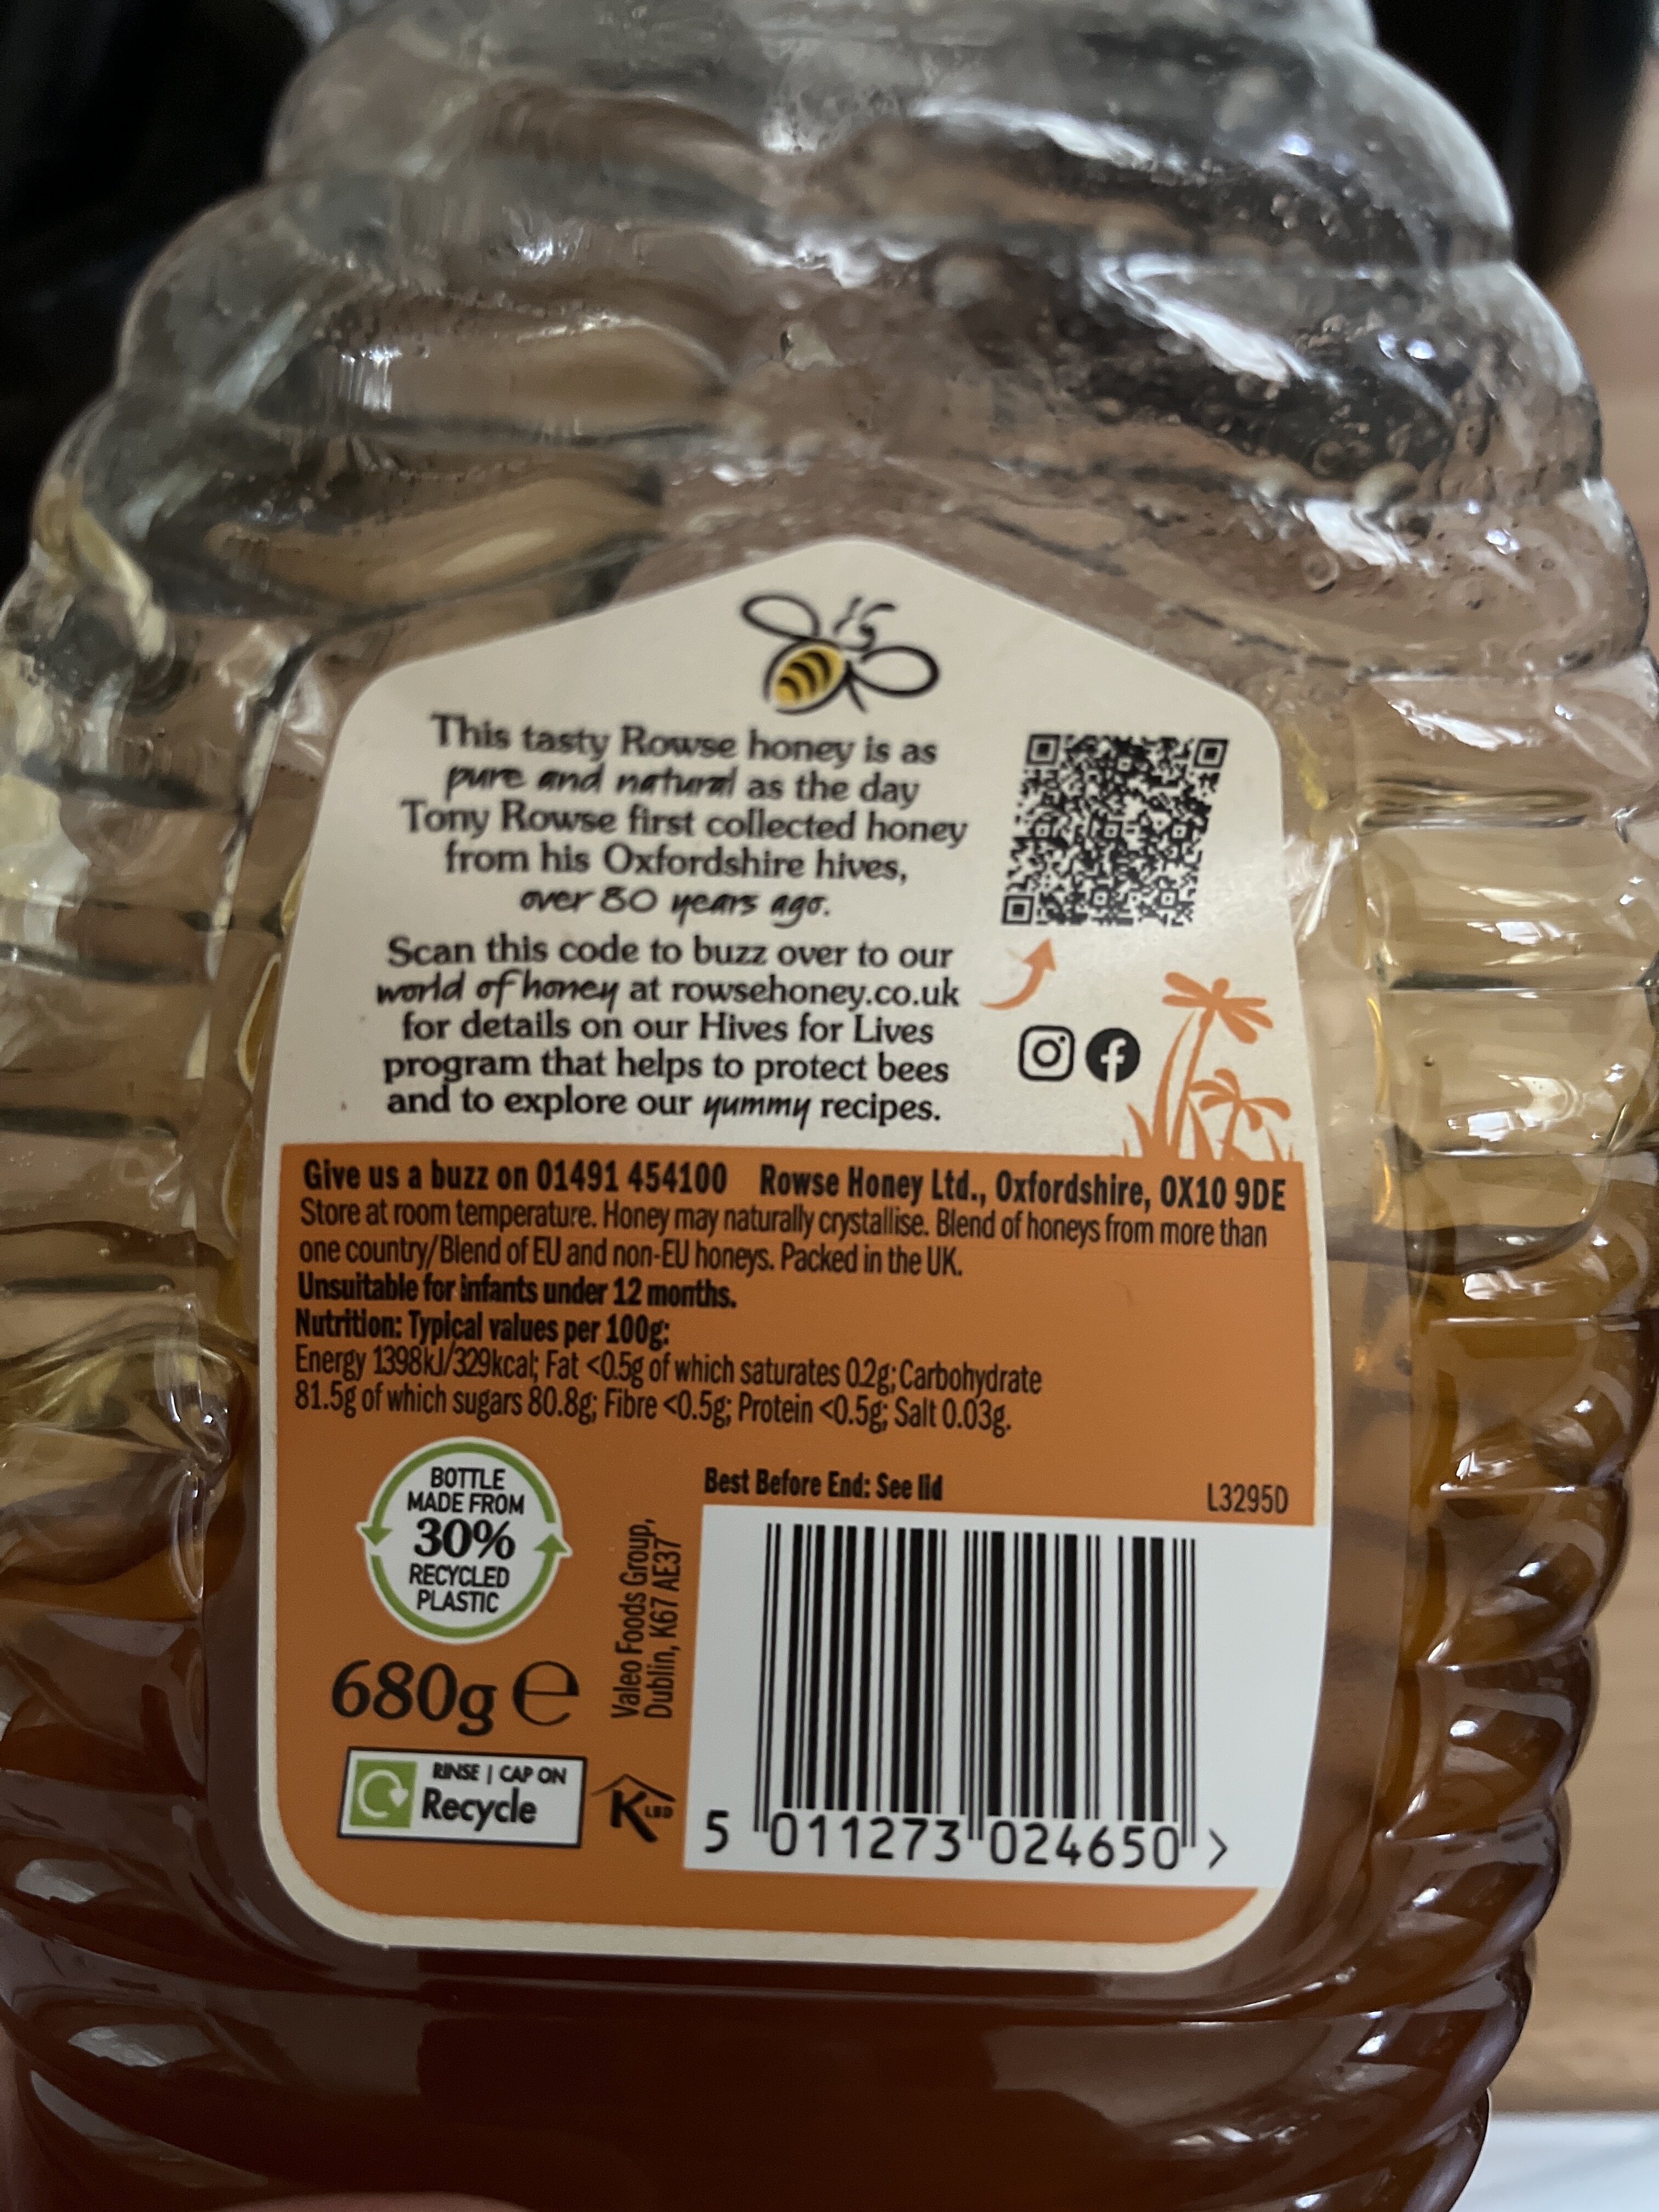 This tasty Rowse honey is as
pure and natural as the day
Tony Rowse first collected honey
from his Oxfordshire hives,
over 80 years ago.
Scan this code to buzz over to our
world of honey at rowsehoney.co.uk
for details on our Hives for Lives
program that helps to protect bees
and to explore our yummy recipes.
Give us a buzz on 01491 454100 Rowse Honey Ltd., Oxfordshire, OX10 9DE
Store at room temperature. Honey may naturally crystallise. Blend of honeys from more than
one country/Blend of EU and non-EU honeys. Packed in the UK.
Unsuitable for infants under 12 months.
Nutrition: Typical values per 100g:
Energy 1398kJ/329kcal; Fat <0.5g of which saturates 0.2g; Carbohydrate
81.5g of which sugars 80.8g; Fibre <0.5g; Protein <0.5g; Salt 0.03g.
BOTTLE
MADE FROM
30%
RECYCLED
PLASTIC
Best Before End: See lid
L3295D
Valeo Foods Group,
Dublin, K67 AE37
680g e
RINSE | CAP ON
Recycle
K LBD
5 011273 024650 >